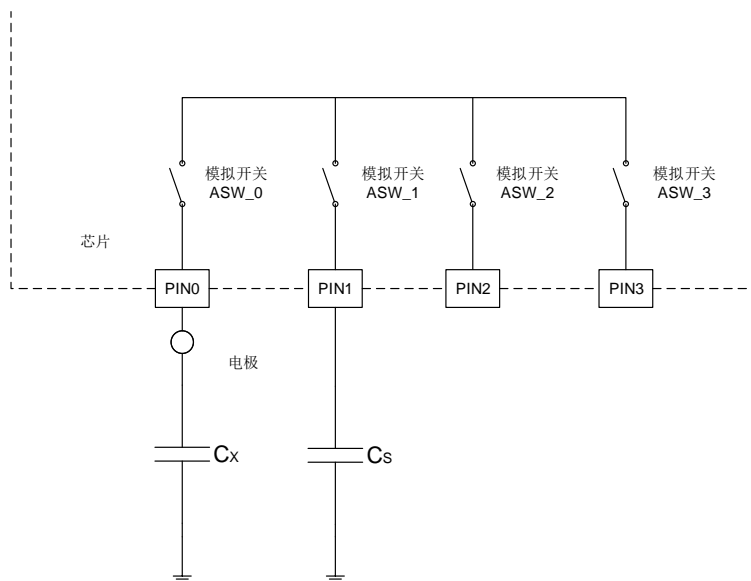 模拟开关 模拟开关 模拟开关 模拟开关
ASW_0 ASW_1 ASW_2 ASW_3
芯片
PIN0 PIN1 PIN2 PIN3
电极
Cx Cs